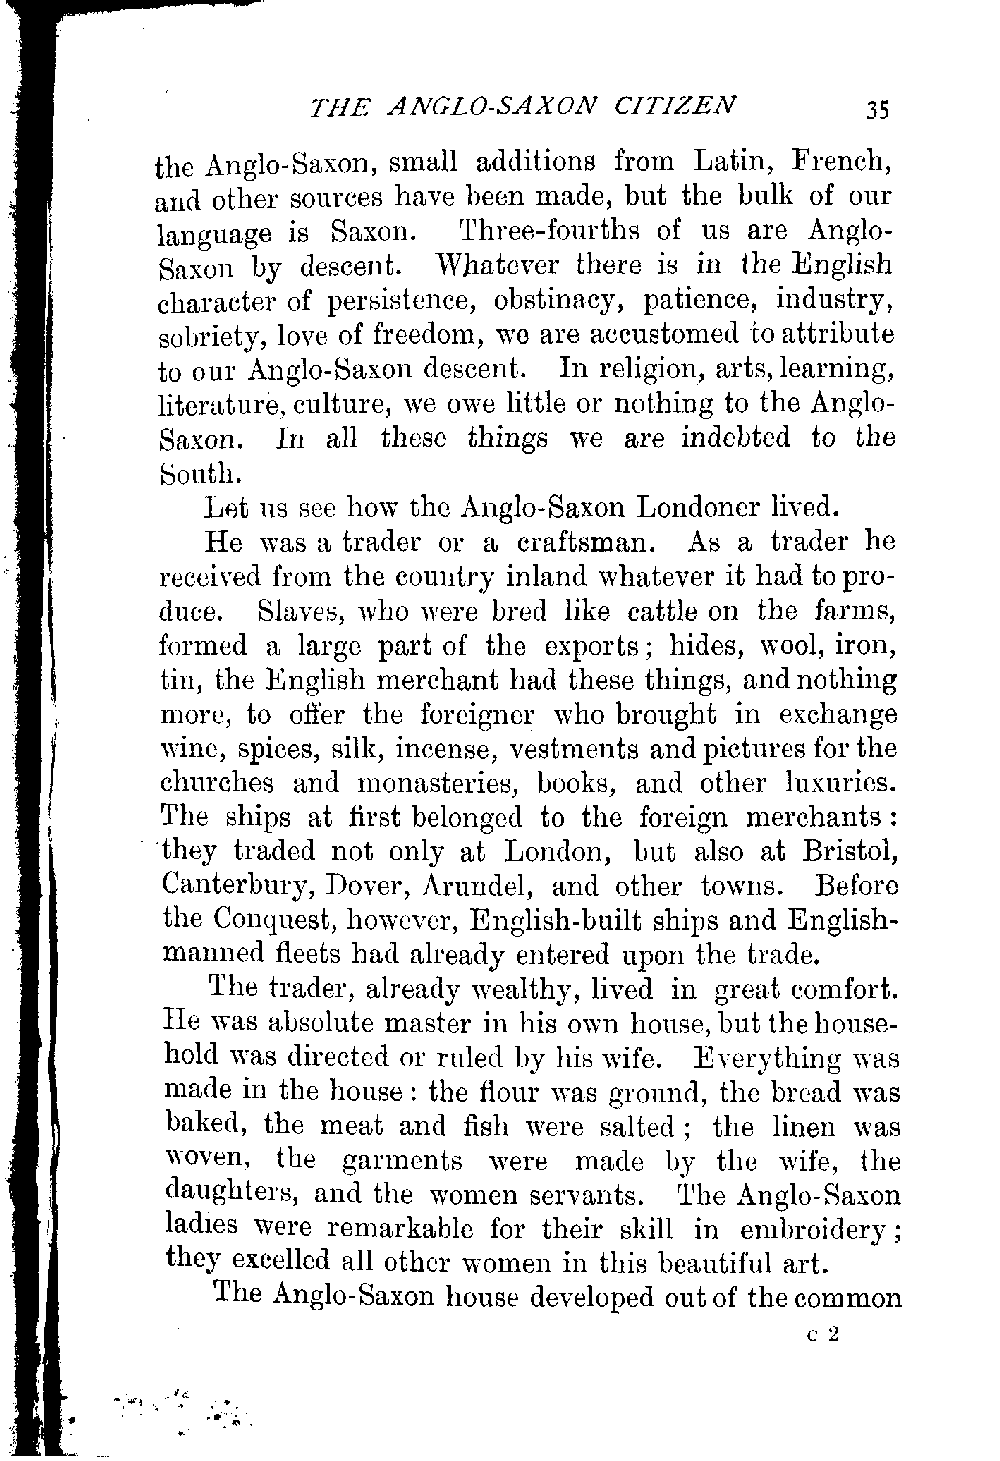 THE ANGLO-SAXON CITIZEN 35
the Anglo-Saxon, small additions from Latin, French,
and other sources have been made, but the bulk of our
language is Saxon. Three-fourths of us are Anglo-
Saxon by descent. Whatever there is in the English
character of persistence, obstinacy, patience, industry,
sobriety, love of freedom, we are accustomed to attribute
to our Anglo-Saxon descent. In religion, arts, learning,
literature, culture, we owe little or nothing to the Anglo-
Saxon. In all these things we are indebted to the
South.
Let us see how the Anglo-Saxon Londoner lived.
He was a trader or a craftsman. As a trader he
received from the country inland whatever it had to pro-
duce. Slaves, who were bred like cattle on the farms,
formed a large part of the exports; hides, wool, iron,
tin, the English merchant had these things, and nothing
more, to offer the foreigner who brought in exchange
wine, spices, silk, incense, vestments and pictures for the
churches and monasteries, books, and other luxuries.
The ships at first belonged to the foreign merchants:
they traded not only at London, but also at Bristol,
Canterbury, Dover, Arundel, and other towns. Before
the Conquest, however, English-built ships and English-
manned fleets had already entered upon the trade.
The trader, already wealthy, lived in great comfort.
He was absolute master in his own house, but the house-
hold was directed or ruled by his wife. Everything was
made in the house: the flour was ground, the bread was
baked, the meat and fish were salted; the linen was
woven, the garments were made by the wife, the
daughters, and the women servants. The Anglo-Saxon
ladies were remarkable for their skill in embroidery;
they excelled all other women in this beautiful art.
The Anglo-Saxon house developed out of the common
C 2